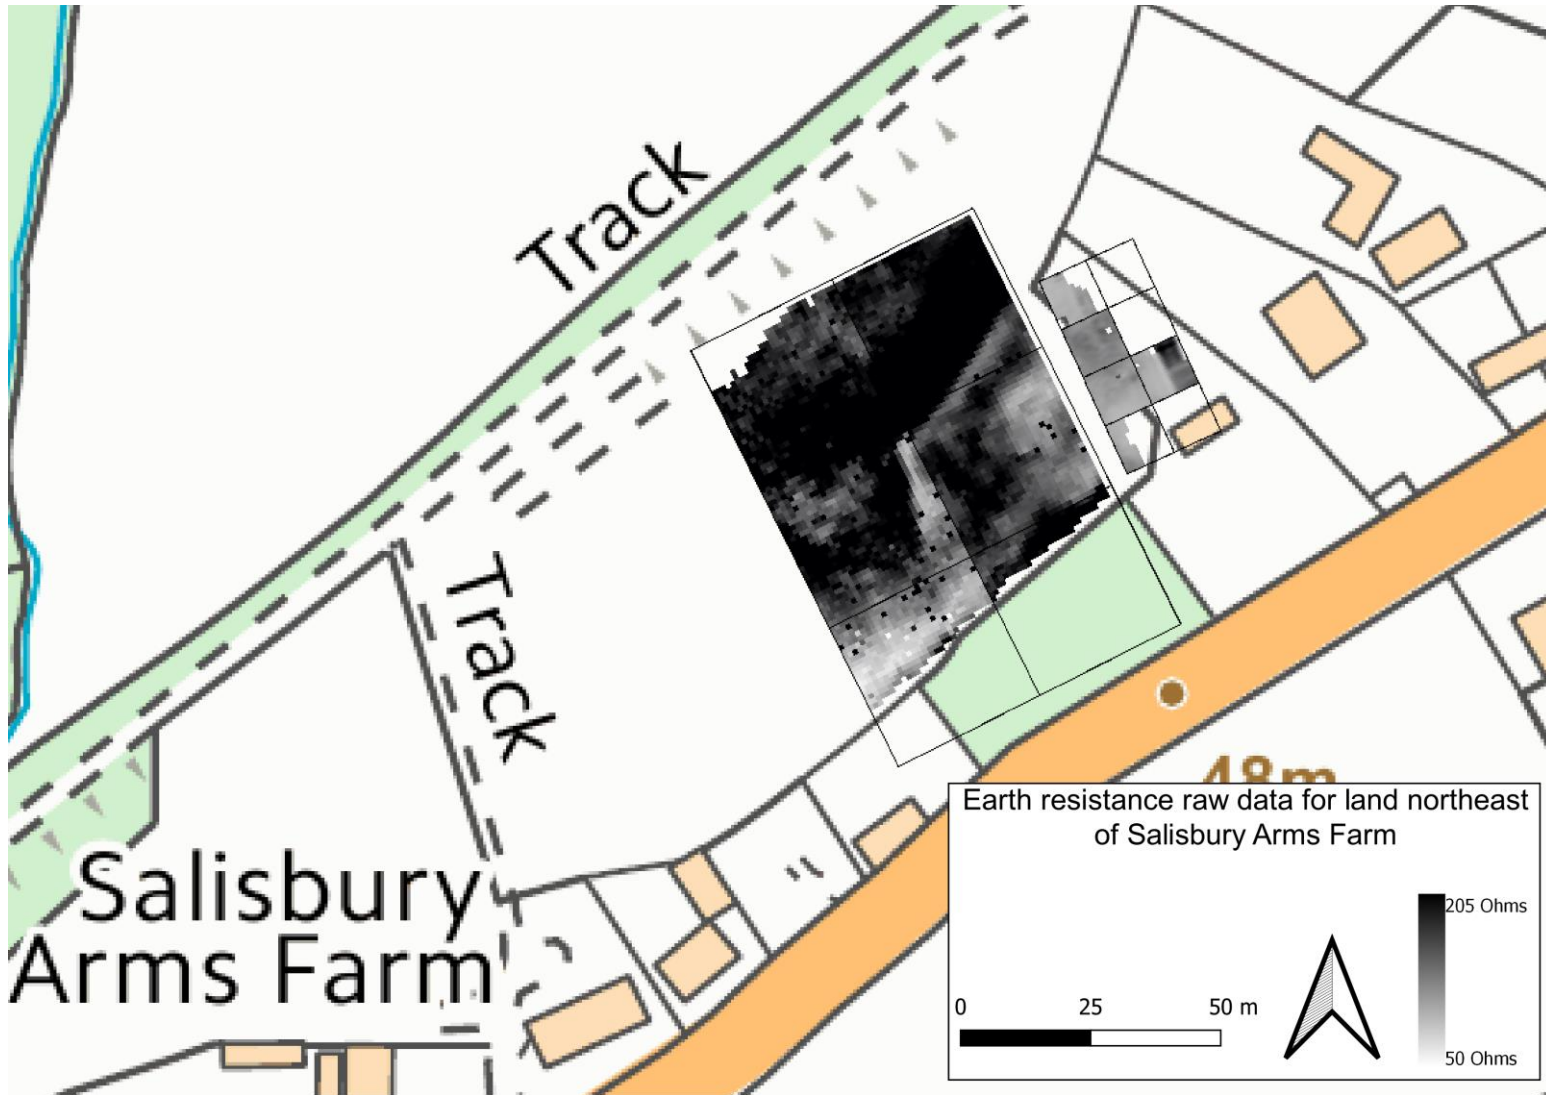 Track
Track
Salisbury
Arms Farm
48m
Earth resistance raw data for land northeast
of Salisbury Arms Farm
205 Ohms
0 25 50 m
50 Ohms